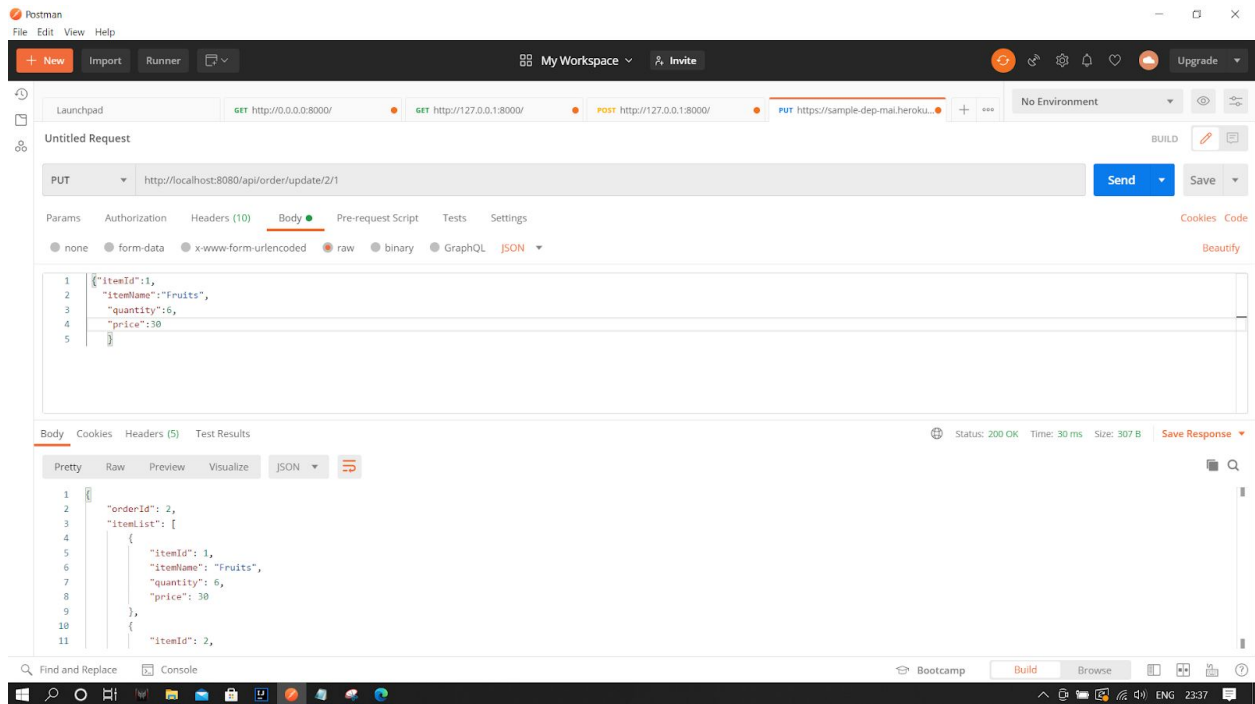 Postman
File Edit View Help
+ New Import Runner My Workspace Invite Upgrade
Launchpad GET http://0.0.0.0:8000/ GET http://127.0.0.1:8000/ POST http://127.0.0.1:8000/ PUT https://sample-dep-mai.heroku... + ooo No Environment
Untitled Request BUILD
PUT http://localhost:8080/api/order/update/2/1 Send Save
Params Authorization Headers (10) Body Pre-request Script Tests Settings Cookies Code
none form-data x-www-form-urlencoded raw binary GraphQL JSON Beautify
1 {"itemId":1,
2 "itemName":"Fruits",
3 "quantity":6,
4 "price":30
5 }
Body Cookies Headers (5) Test Results Status: 200 OK Time: 30 ms Size: 307 B Save Response
Pretty Raw Preview Visualize JSON
1 {
2 "orderId": 2,
3 "itemList": [
4 {
5 "itemId": 1,
6 "itemName": "Fruits",
7 "quantity": 6,
8 "price": 30
9 },
10 {
11 "itemId": 2,
Find and Replace Console Bootcamp Build Browse
ENG 23:37